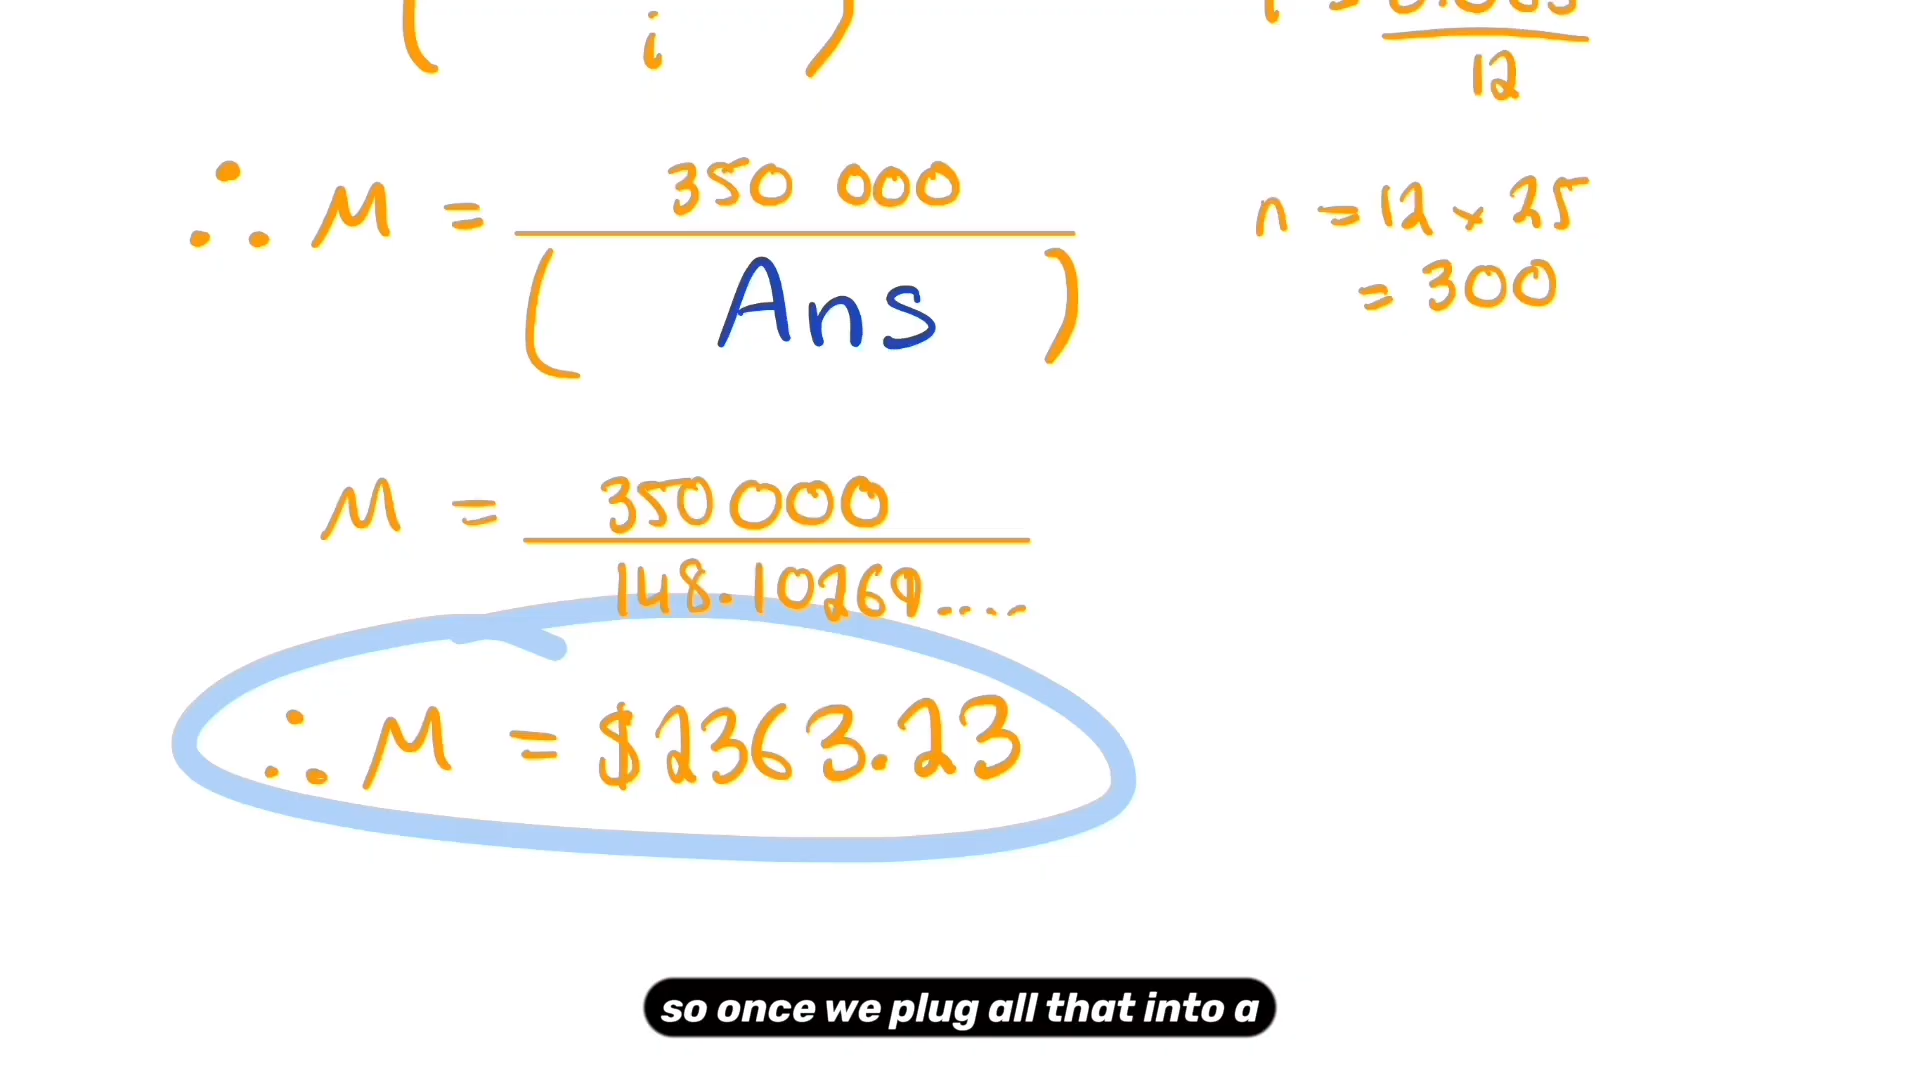 ( i )
12
∴ M = 350 000
( Ans )
n = 12 × 25
= 300
M = 350000
148.10269....
∴ M = $2363.23
so once we plug all that into a